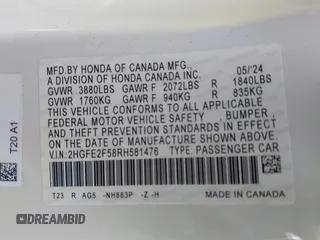 MFD.BY HONDA OF CANADA MFG., 05/24
A DIVISION OF HONDA CANADA INC.
GVWR 3880LBS GAWR F 2072LBS R 1840LBS
GVWR 1760KG GAWR F 940KG R 835KG
THIS VEHICLE CONFORMS TO ALL APPLICABLE
FEDERAL MOTOR VEHICLE SAFETY , BUMPER ,
AND THEFT PREVENTION STANDARDS IN EFFECT
ON THE DATE OF MANUFACTURE SHOWN ABOVE.
V.I.N:2HGFE2F58RH581476 TYPE: PASSENGER CAR
T23 R AG5 -NH883P -Z -H
MADE IN CANADA
T20 A1
DREAMBID